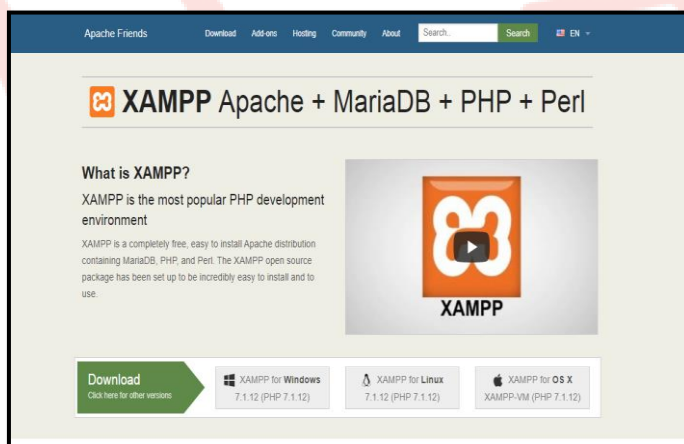 Apache Friends
Download Add-ons Hosting Community About Search.. Search EN
XAMPP Apache + MariaDB + PHP + Perl
What is XAMPP?
XAMPP is the most popular PHP development
environment
XAMPP is a completely free, easy to install Apache distribution
containing MariaDB, PHP, and Perl. The XAMPP open source
package has been set up to be incredibly easy to install and to
use.
XAMPP
Download
Click here for other versions
XAMPP for Windows
7.1.12 (PHP 7.1.12)
XAMPP for Linux
7.1.12 (PHP 7.1.12)
XAMPP for OS X
XAMPP-VM (PHP 7.1.12)